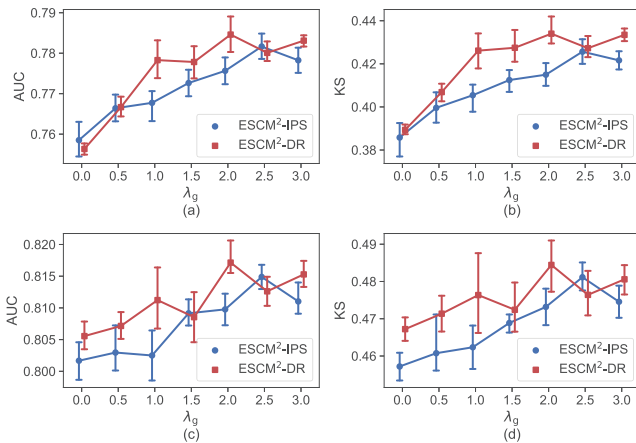 0.79
0.78
0.77
0.76
AUC
ESCM²-IPS
ESCM²-DR
0.0 0.5 1.0 1.5 2.0 2.5 3.0
λg
(a)
0.44
0.42
0.40
0.38
KS
ESCM²-IPS
ESCM²-DR
0.0 0.5 1.0 1.5 2.0 2.5 3.0
λg
(b)
0.820
0.815
0.810
0.805
0.800
AUC
ESCM²-IPS
ESCM²-DR
0.0 0.5 1.0 1.5 2.0 2.5 3.0
λg
(c)
0.49
0.48
0.47
0.46
KS
ESCM²-IPS
ESCM²-DR
0.0 0.5 1.0 1.5 2.0 2.5 3.0
λg
(d)